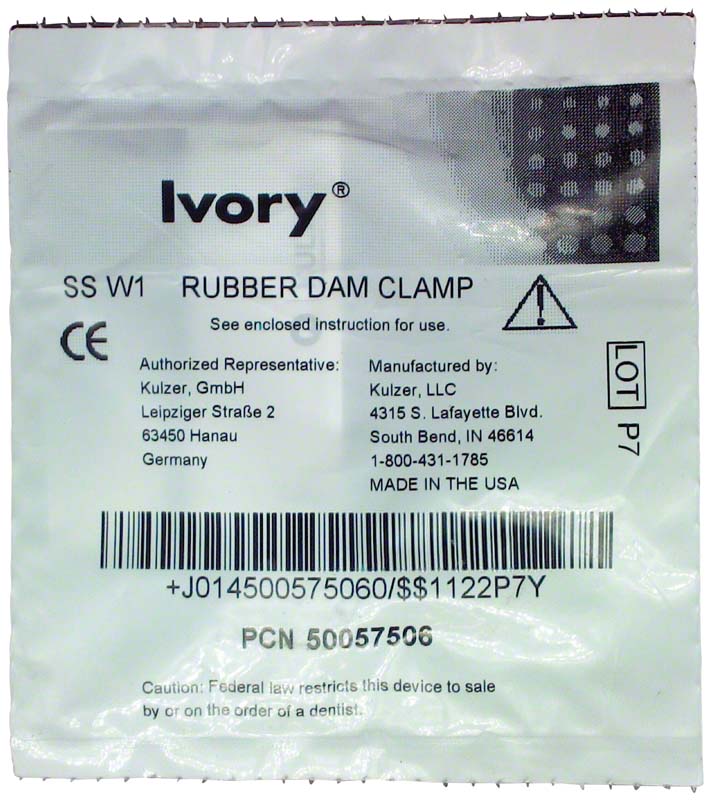 Ivory®
SS W1 RUBBER DAM CLAMP
See enclosed instruction for use.
CE
Authorized Representative:
Kulzer, GmbH
Leipziger Straße 2
63450 Hanau
Germany
Manufactured by:
Kulzer, LLC
4315 S. Lafayette Blvd.
South Bend, IN 46614
1-800-431-1785
MADE IN THE USA
LOT P7
+J014500575060/$$1122P7Y
PCN 50057506
Caution: Federal law restricts this device to sale
by or on the order of a dentist.